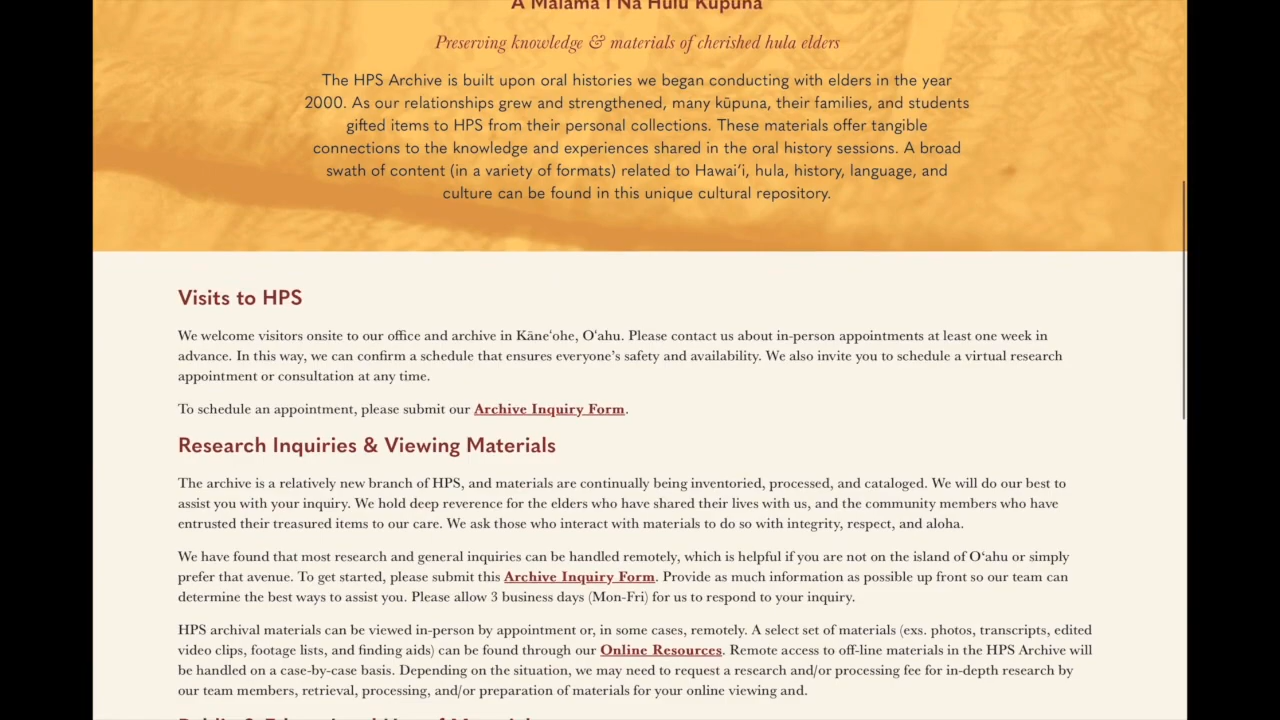 A Mālama I Nā Hulu Kūpuna
Preserving knowledge & materials of cherished hula elders
The HPS Archive is built upon oral histories we began conducting with elders in the year
2000. As our relationships grew and strengthened, many kūpuna, their families, and students
gifted items to HPS from their personal collections. These materials offer tangible
connections to the knowledge and experiences shared in the oral history sessions. A broad
swath of content (in a variety of formats) related to Hawaiʻi, hula, history, language, and
culture can be found in this unique cultural repository.
Visits to HPS
We welcome visitors onsite to our office and archive in Kāneʻohe, Oʻahu. Please contact us about in-person appointments at least one week in
advance. In this way, we can confirm a schedule that ensures everyone’s safety and availability. We also invite you to schedule a virtual research
appointment or consultation at any time.
To schedule an appointment, please submit our Archive Inquiry Form.
Research Inquiries & Viewing Materials
The archive is a relatively new branch of HPS, and materials are continually being inventoried, processed, and cataloged. We will do our best to
assist you with your inquiry. We hold deep reverence for the elders who have shared their lives with us, and the community members who have
entrusted their treasured items to our care. We ask those who interact with materials to do so with integrity, respect, and aloha.
We have found that most research and general inquiries can be handled remotely, which is helpful if you are not on the island of Oʻahu or simply
prefer that avenue. To get started, please submit this Archive Inquiry Form. Provide as much information as possible up front so our team can
determine the best ways to assist you. Please allow 3 business days (Mon-Fri) for us to respond to your inquiry.
HPS archival materials can be viewed in-person by appointment or, in some cases, remotely. A select set of materials (exs. photos, transcripts, edited
video clips, footage lists, and finding aids) can be found through our Online Resources. Remote access to off-line materials in the HPS Archive will
be handled on a case-by-case basis. Depending on the situation, we may need to request a research and/or processing fee for in-depth research by
our team members, retrieval, processing, and/or preparation of materials for your online viewing and.